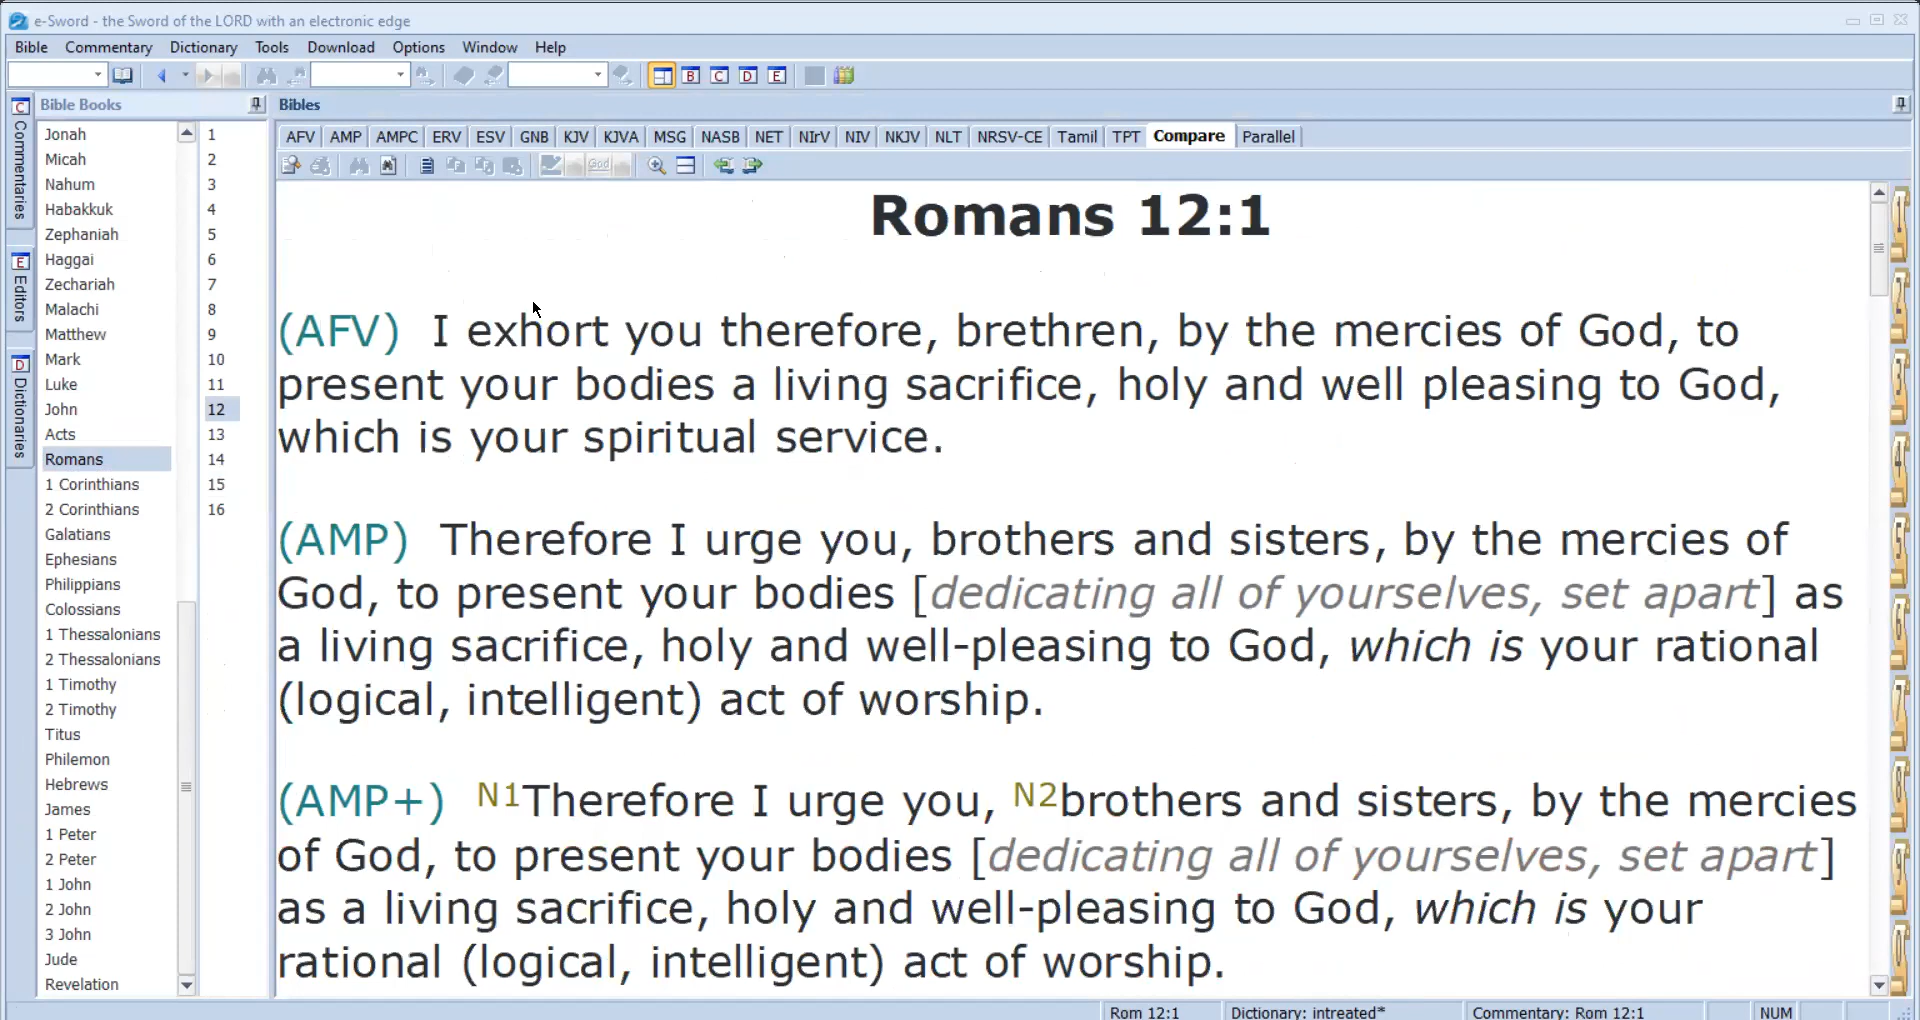 e-Sword - the Sword of the LORD with an electronic edge
Bible Commentary Dictionary Tools Download Options Window Help
B C D E
Bible Books
Bibles
AFV AMP AMPC ERV ESV GNB KJV KJVA MSG NASB NET NIrV NIV NKJV NLT NRSV-CE Tamil TPT Compare Parallel
God
C Commentaries
E Editors
D Dictionaries
Jonah
Micah
Nahum
Habakkuk
Zephaniah
Haggai
Zechariah
Malachi
Matthew
Mark
Luke
John
Acts
Romans
1 Corinthians
2 Corinthians
Galatians
Ephesians
Philippians
Colossians
1 Thessalonians
2 Thessalonians
1 Timothy
2 Timothy
Titus
Philemon
Hebrews
James
1 Peter
2 Peter
1 John
2 John
3 John
Jude
Revelation
1
2
3
4
5
6
7
8
9
10
11
12
13
14
15
16
Romans 12:1
(AFV) I exhort you therefore, brethren, by the mercies of God, to
present your bodies a living sacrifice, holy and well pleasing to God,
which is your spiritual service.
(AMP) Therefore I urge you, brothers and sisters, by the mercies of
God, to present your bodies [dedicating all of yourselves, set apart] as
a living sacrifice, holy and well-pleasing to God, which is your rational
(logical, intelligent) act of worship.
(AMP+) N1Therefore I urge you, N2brothers and sisters, by the mercies
of God, to present your bodies [dedicating all of yourselves, set apart]
as a living sacrifice, holy and well-pleasing to God, which is your
rational (logical, intelligent) act of worship.
1
2
3
4
5
6
7
8
9
0
Rom 12:1 Dictionary: intreated* Commentary: Rom 12:1 NUM